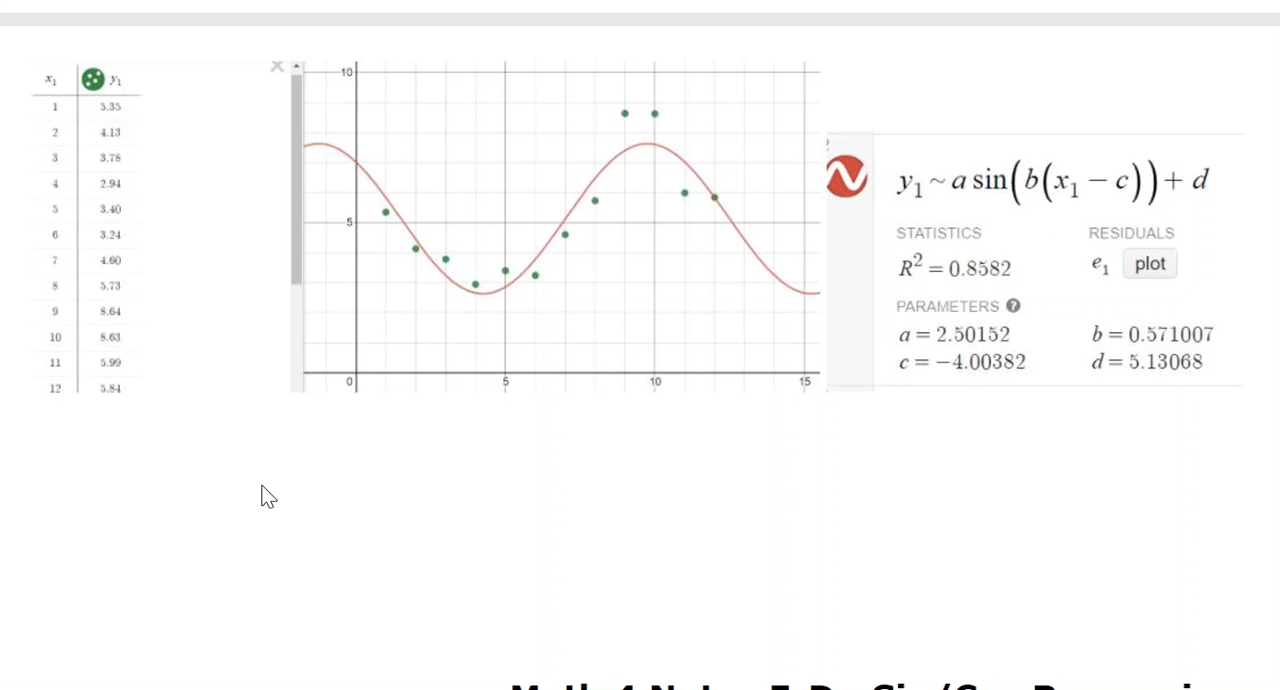 x₁ y₁
1 5.35
2 4.13
3 3.78
4 2.94
5 3.40
6 3.24
7 4.60
8 5.73
9 8.64
10 8.63
11 5.99
12 5.84
10
5
0 5 10 15
y₁ ~ a sin(b(x₁ − c)) + d
STATISTICS RESIDUALS
R² = 0.8582 e₁ plot
PARAMETERS ?
a = 2.50152 b = 0.571007
c = −4.00382 d = 5.13068